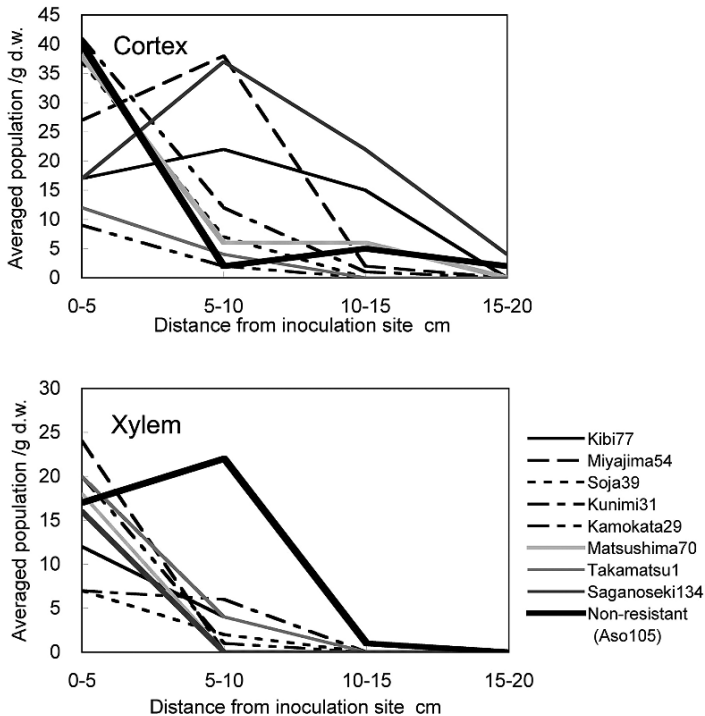 45
40
35
30
25
20
15
10
5
0
Averaged population /g d.w.
Cortex
0-5 5-10 10-15 15-20
Distance from inoculation site cm
30
25
20
15
10
5
0
Averaged population /g d.w.
Xylem
0-5 5-10 10-15 15-20
Distance from inoculation site cm
Kibi77
Miyajima54
Soja39
Kunimi31
Kamokata29
Matsushima70
Takamatsu1
Saganoseki134
Non-resistant
(Aso105)